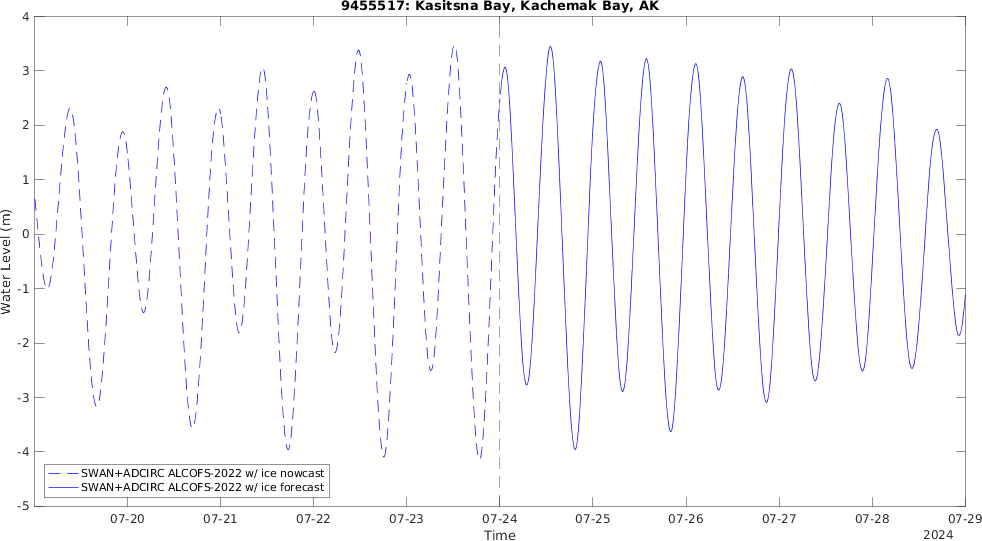 9455517: Kasitsna Bay, Kachemak Bay, AK
4
3
2
1
0
-1
-2
-3
-4
-5
Water Level (m)
SWAN+ADCIRC ALCOFS-2022 w/ ice nowcast
SWAN+ADCIRC ALCOFS-2022 w/ ice forecast
07-20 07-21 07-22 07-23 07-24 07-25 07-26 07-27 07-28 07-29
Time
2024